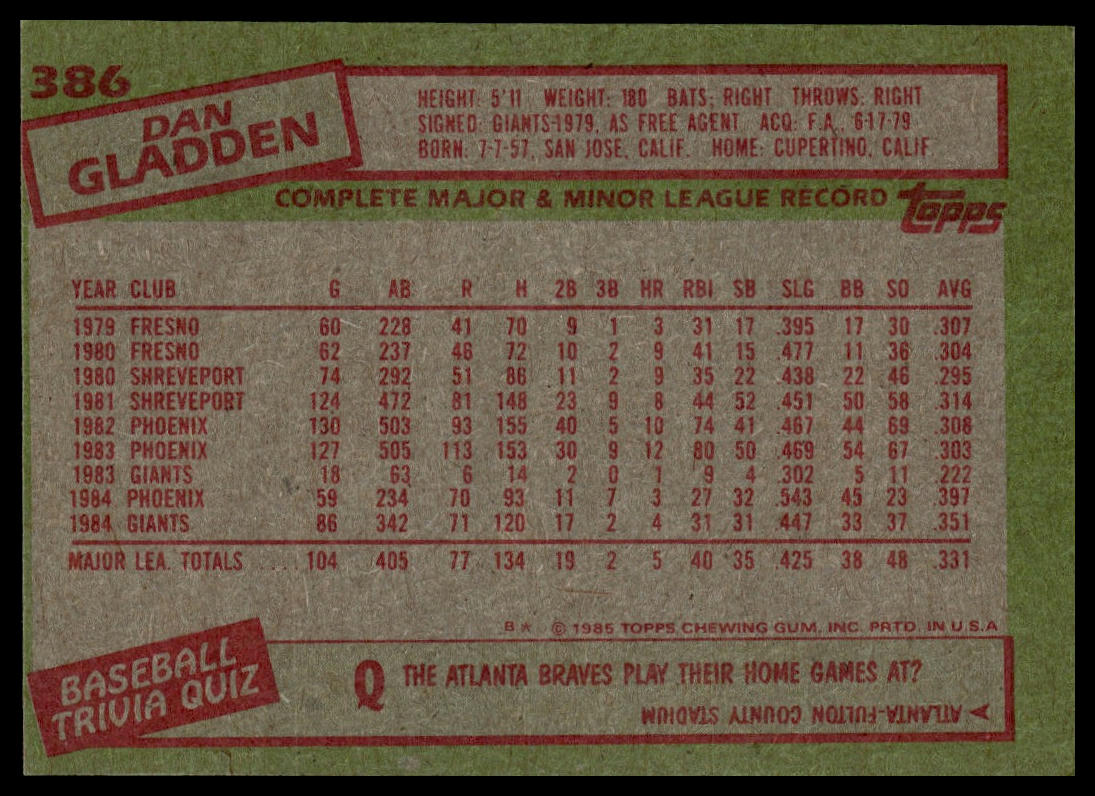 386
DAN
GLADDEN
HEIGHT: 5'11 WEIGHT: 180 BATS: RIGHT THROWS: RIGHT
SIGNED: GIANTS-1979, AS FREE AGENT ACQ: F.A., 6-17-79
BORN: 7-7-57, SAN JOSE, CALIF. HOME: CUPERTINO, CALIF.
COMPLETE MAJOR & MINOR LEAGUE RECORD
Topps
YEAR CLUB G AB R H 2B 3B HR RBI SB SLG BB SO AVG
1979 FRESNO 60 228 41 70 9 1 3 31 17 .395 17 30 .307
1980 FRESNO 62 237 46 72 10 2 9 41 15 .477 11 36 .304
1980 SHREVEPORT 74 292 51 86 11 2 9 35 22 .438 22 46 .295
1981 SHREVEPORT 124 472 81 148 23 9 8 44 52 .451 50 58 .314
1982 PHOENIX 130 503 93 155 40 5 10 74 41 .467 44 69 .308
1983 PHOENIX 127 505 113 153 30 9 12 80 50 .469 54 67 .303
1983 GIANTS 18 63 6 14 2 0 1 9 4 .302 5 11 .222
1984 PHOENIX 59 234 70 93 11 7 3 27 32 .543 45 23 .397
1984 GIANTS 86 342 71 120 17 2 4 31 31 .447 33 37 .351
MAJOR LEA. TOTALS .... 104 405 77 134 19 2 5 40 35 .425 38 48 .331
B* © 1985 TOPPS CHEWING GUM, INC. PRTD. IN U.S.A
BASEBALL
TRIVIA QUIZ
Q THE ATLANTA BRAVES PLAY THEIR HOME GAMES AT?
A ATLANTA-FULTON COUNTY STADIUM